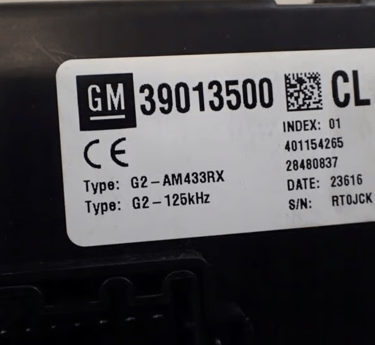 GM 39013500 CL
INDEX: 01
401154265
28480837
DATE: 23616
S/N: RT0JCK
CE
Type: G2-AM433RX
Type: G2-125kHz